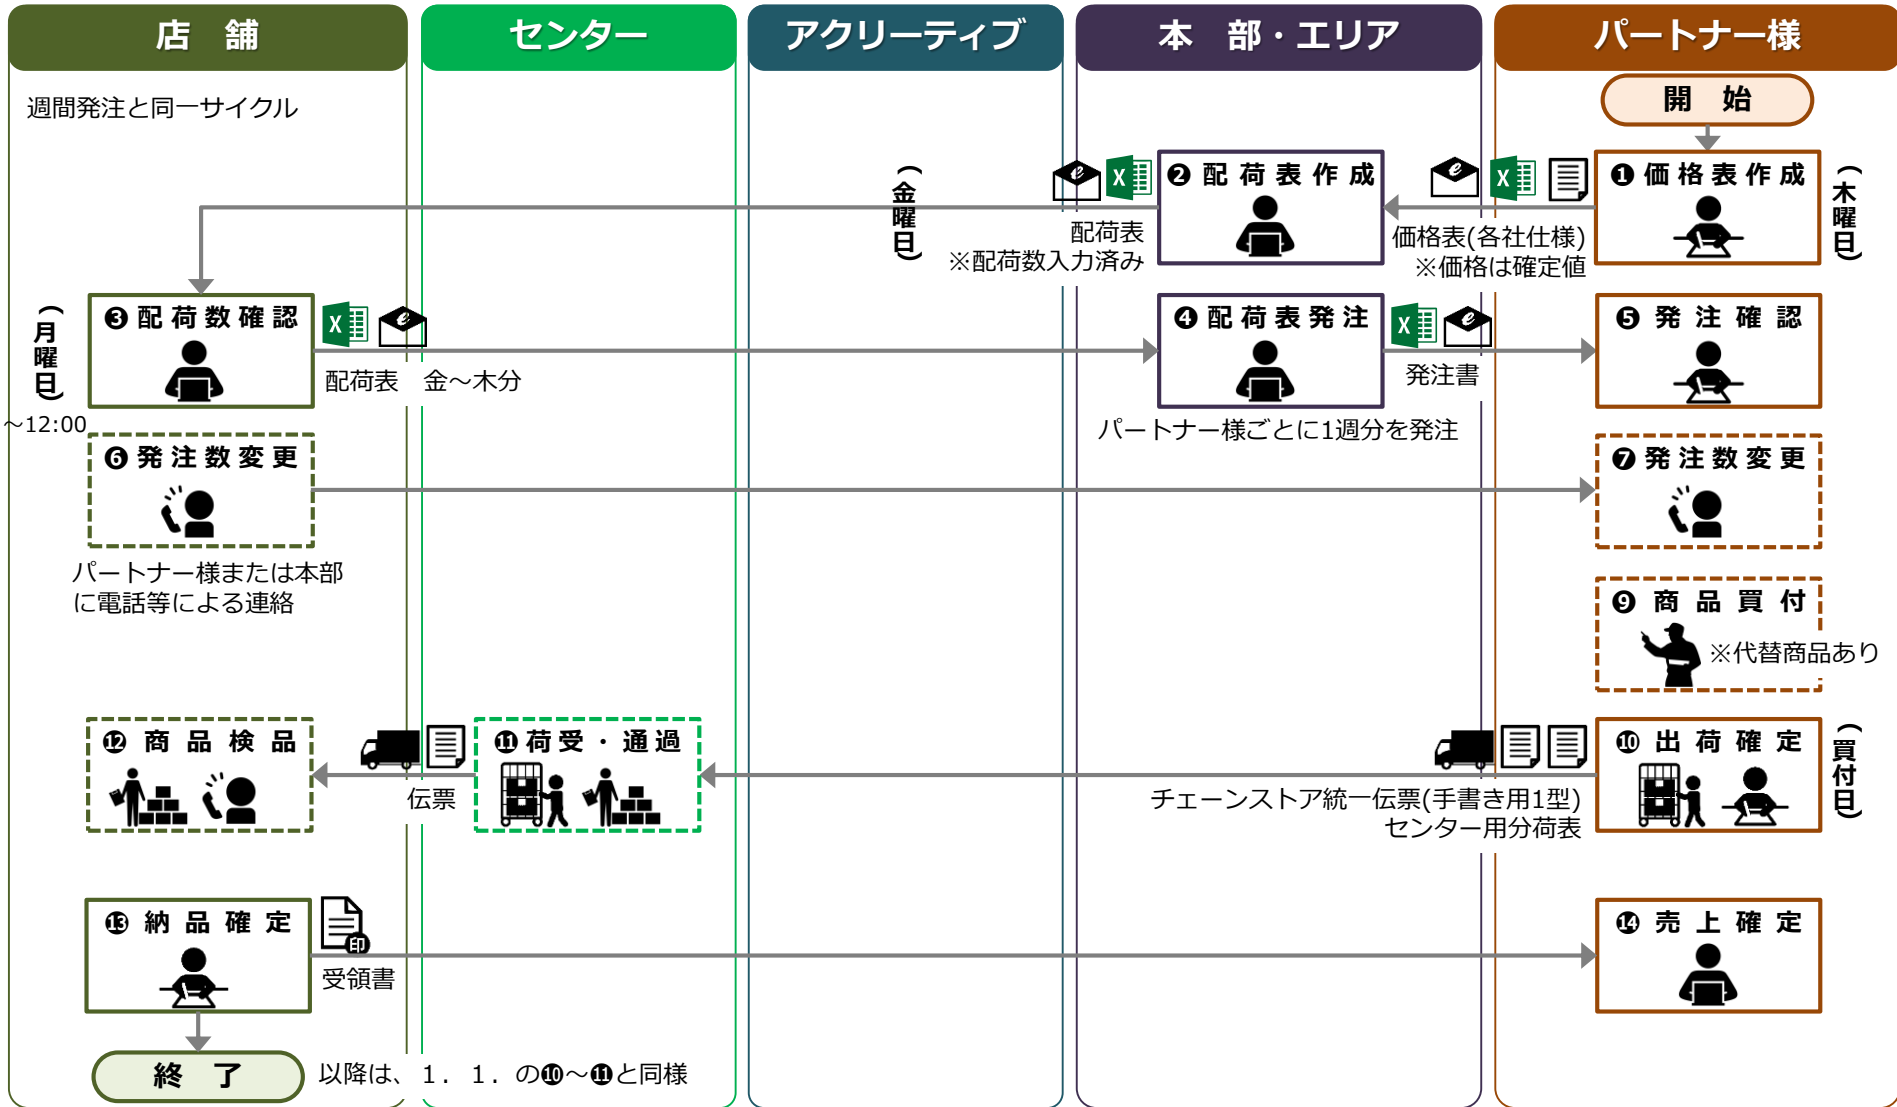 店　舗
センター
アクリーティブ
本　部・エリア
パートナー様
週間発注と同一サイクル
開　始
❶価格表作成
(木曜日)
価格表(各社仕様)
※価格は確定値
❷配荷表作成
(金曜日)
配荷表
※配荷数入力済み
❸配荷数確認
(月曜日)
～12:00
配荷表　金～木分
❹配荷表発注
発注書
パートナー様ごとに1週分を発注
❺発注確認
❻発注数変更
パートナー様または本部
に電話等による連絡
❼発注数変更
❾商品買付
※代替商品あり
❿出荷確定
(買付日)
チェーンストア統一伝票(手書き用1型)
センター用分荷表
⓫荷受・通過
伝票
⓬商品検品
⓭納品確定
印
受領書
⓮売上確定
終　了
以降は、１．１．の❿～⓫と同様